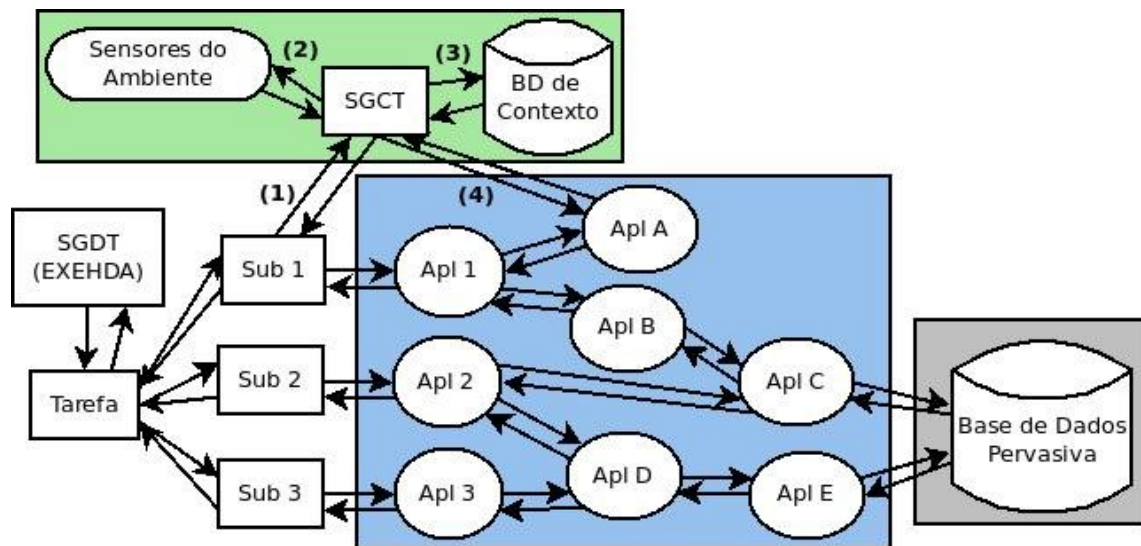 Sensores do
Ambiente
(2)
(3)
SGCT
BD de
Contexto
(1)
(4)
SGDT
(EXEHDA)
Tarefa
Sub 1
Sub 2
Sub 3
Apl 1
Apl A
Apl B
Apl 2
Apl C
Apl 3
Apl D
Apl E
Base de Dados
Pervasiva